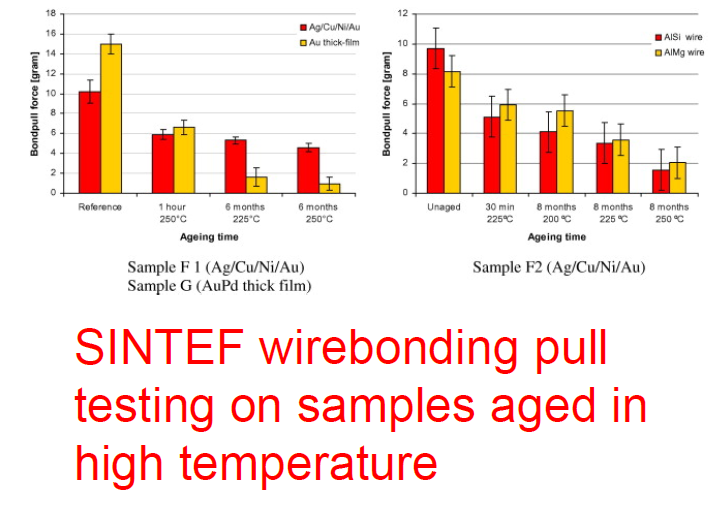 18
16
14
12
10
8
6
4
2
0
Bondpull force [gram]
Ag/Cu/Ni/Au
Au thick-film
Reference
1 hour
250°C
6 months
225°C
6 months
250°C
Ageing time
Sample F 1 (Ag/Cu/Ni/Au)
Sample G (AuPd thick film)
12
10
8
6
4
2
0
Bondpull force [gram]
AlSi wire
AlMg wire
Unaged
30 min
225ºC
8 months
200 ºC
8 months
225 ºC
8 months
250 ºC
Ageing time
Sample F2 (Ag/Cu/Ni/Au)
SINTEF wirebonding pull
testing on samples aged in
high temperature